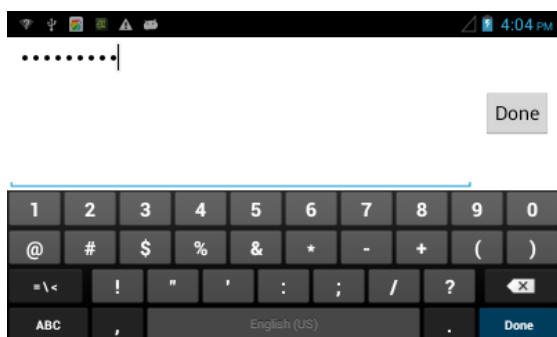 4:04 PM
•••••••••
Done
1 2 3 4 5 6 7 8 9 0
@ # $ % & * - + ( )
=\< ! " ' : ; / ?
ABC , English (US) . Done